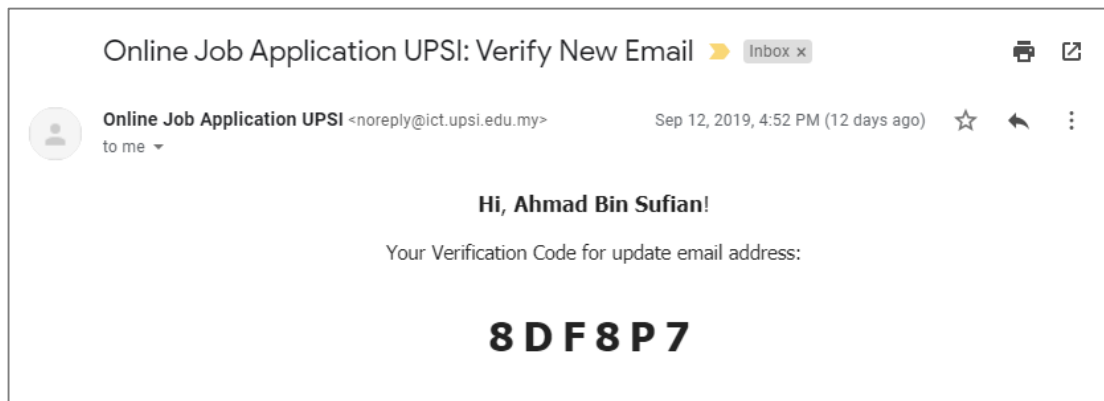 Online Job Application UPSI: Verify New Email Inbox x
Online Job Application UPSI <noreply@ict.upsi.edu.my> Sep 12, 2019, 4:52 PM (12 days ago)
to me
Hi, Ahmad Bin Sufian!
Your Verification Code for update email address:
8DF8P7